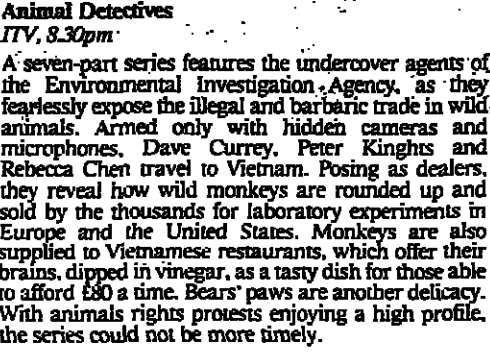 Animal Detectives
ITV, 8.30pm
A seven-part series features the undercover agents of
the Environmental Investigation Agency, as they
fearlessly expose the illegal and barbaric trade in wild
animals. Armed only with hidden cameras and
microphones, Dave Currey, Peter Kinghts and
Rebecca Chen travel to Vietnam. Posing as dealers,
they reveal how wild monkeys are rounded up and
sold by the thousands for laboratory experiments in
Europe and the United States. Monkeys are also
supplied to Vietnamese restaurants, which offer their
brains, dipped in vinegar, as a tasty dish for those able
to afford £80 a time. Bears' paws are another delicacy.
With animals rights protests enjoying a high profile,
the series could not be more timely.